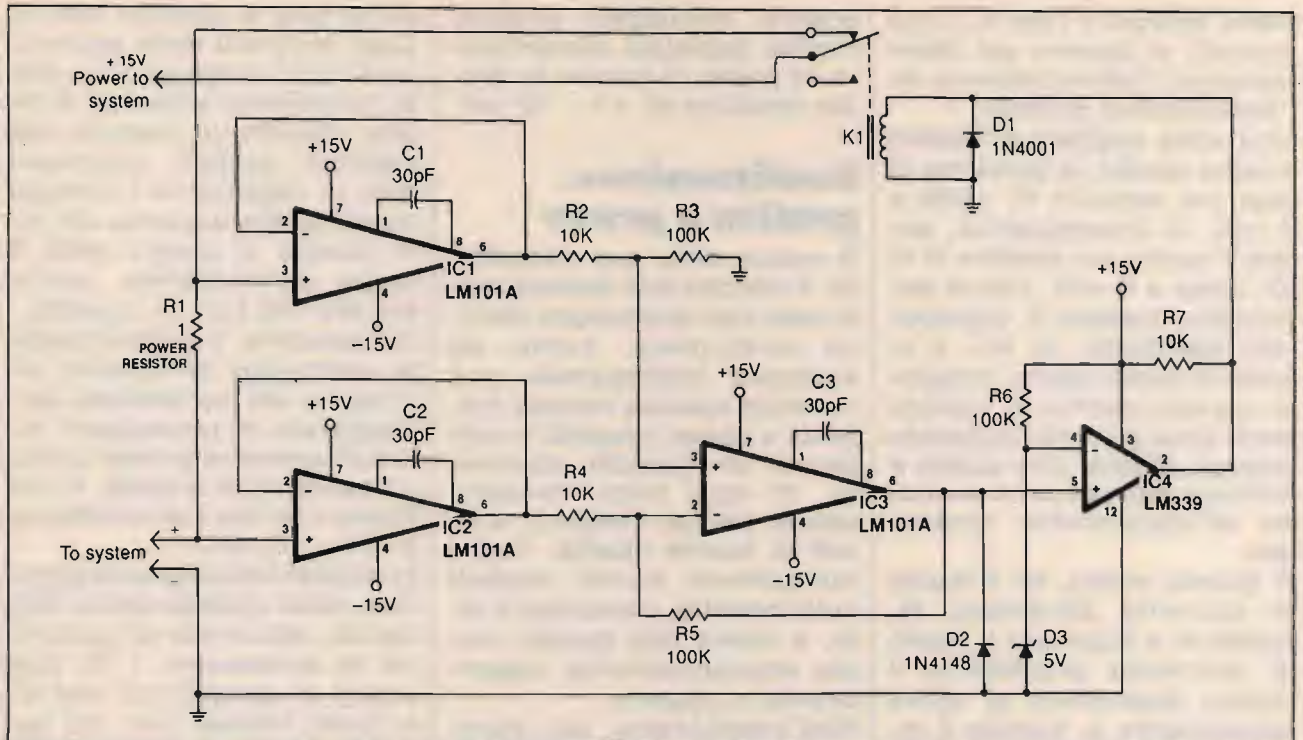 + 15V
Power to
system
K1
D1
1N4001
+15V
C1
30pF
7
1
2
−
8
6
3
+
IC1
LM101A
4
−15V
R2
10K
R3
100K
R1
1
POWER
RESISTOR
+15V
C2
30pF
7
1
2
−
8
6
3
+
IC2
LM101A
4
−15V
To system
+
−
R4
10K
+15V
C3
30pF
7
1
3
+
8
6
2
−
IC3
LM101A
4
−15V
R5
100K
+15V
R7
10K
R6
100K
3
4
−
2
5
+
IC4
LM339
12
D2
1N4148
D3
5V